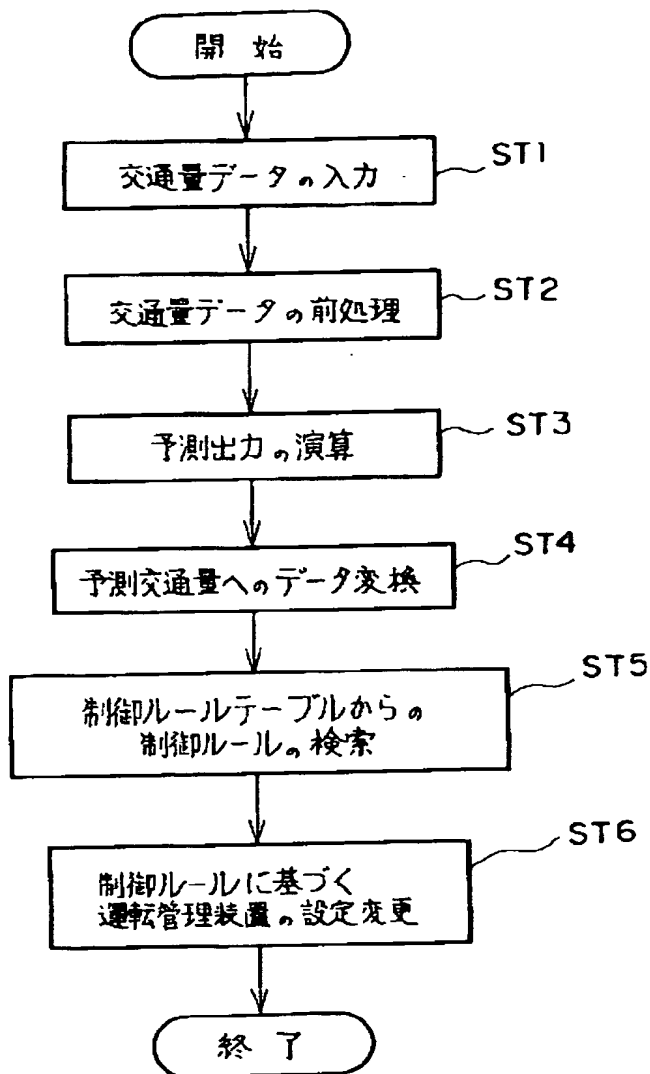 開始
交通量データの入力
ST1
交通量データの前処理
ST2
予測出力の演算
ST3
予測交通量へのデータ変換
ST4
制御ルールテーブルからの
制御ルールの検索
ST5
制御ルールに基づく
運転管理装置の設定変更
ST6
終了